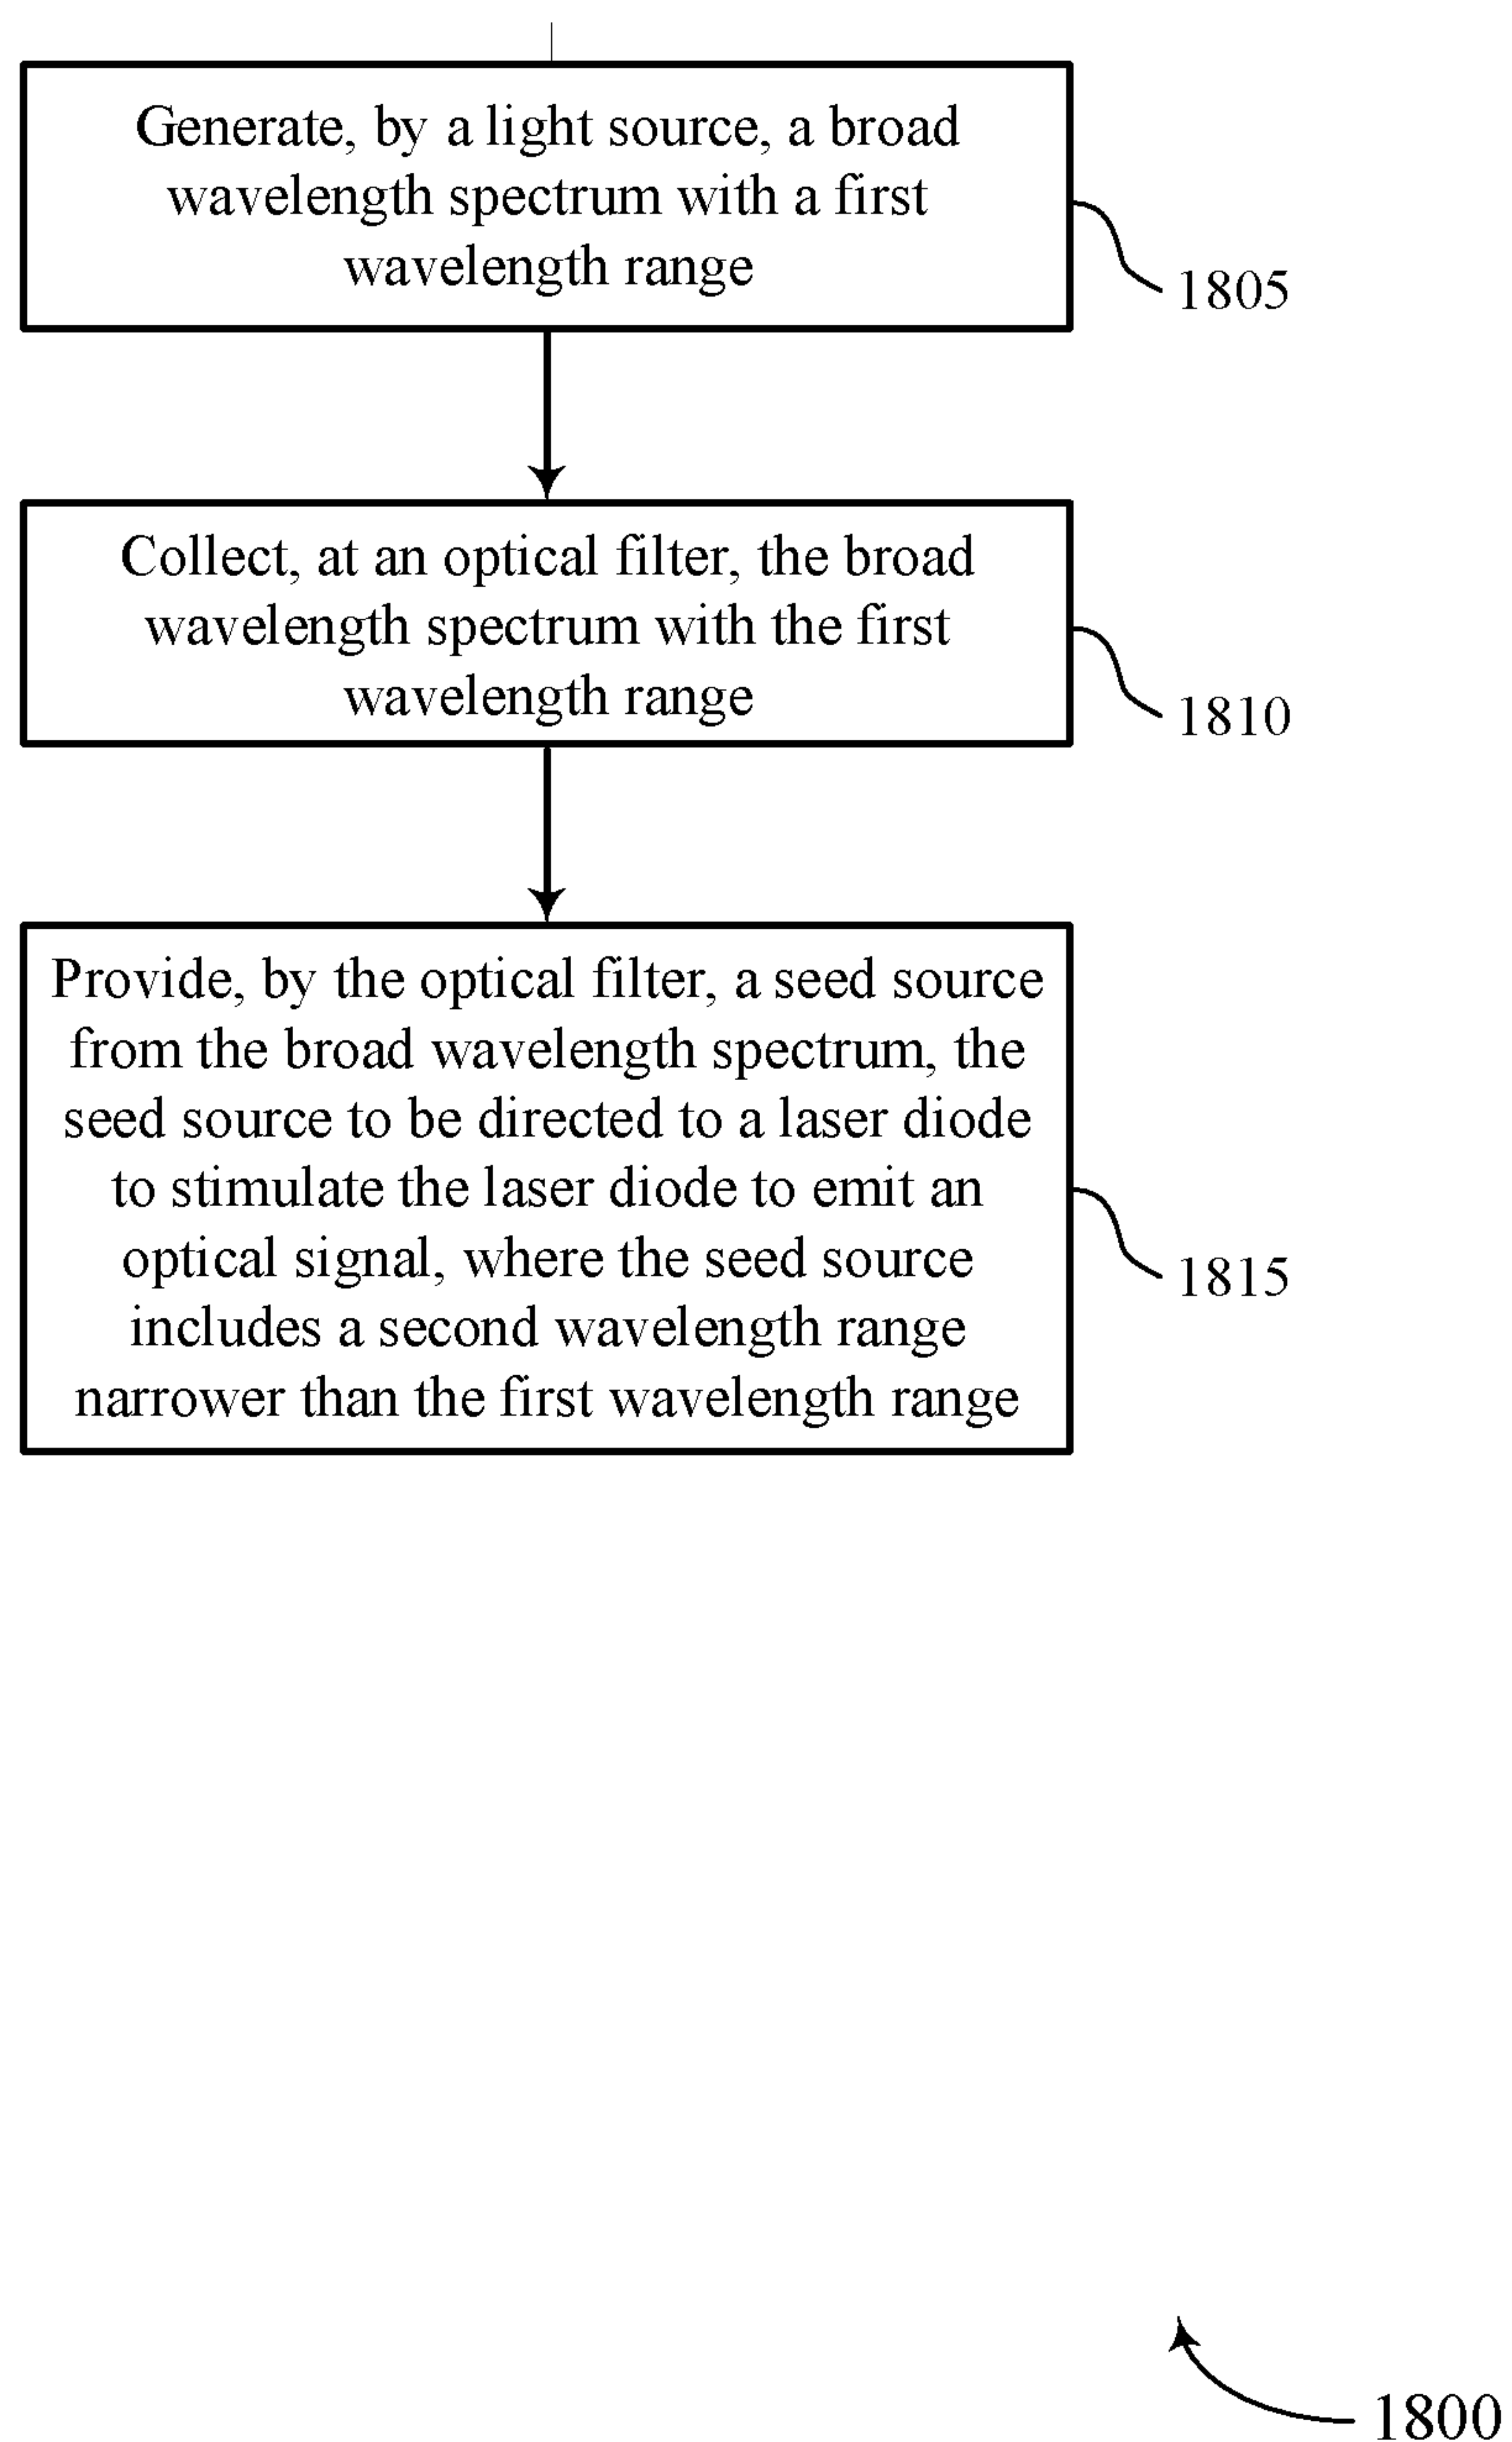 Generate, by a light source, a broad
wavelength spectrum with a first
wavelength range
1805
Collect, at an optical filter, the broad
wavelength spectrum with the first
wavelength range
1810
Provide, by the optical filter, a seed source
from the broad wavelength spectrum, the
seed source to be directed to a laser diode
to stimulate the laser diode to emit an
optical signal, where the seed source
includes a second wavelength range
narrower than the first wavelength range
1815
1800